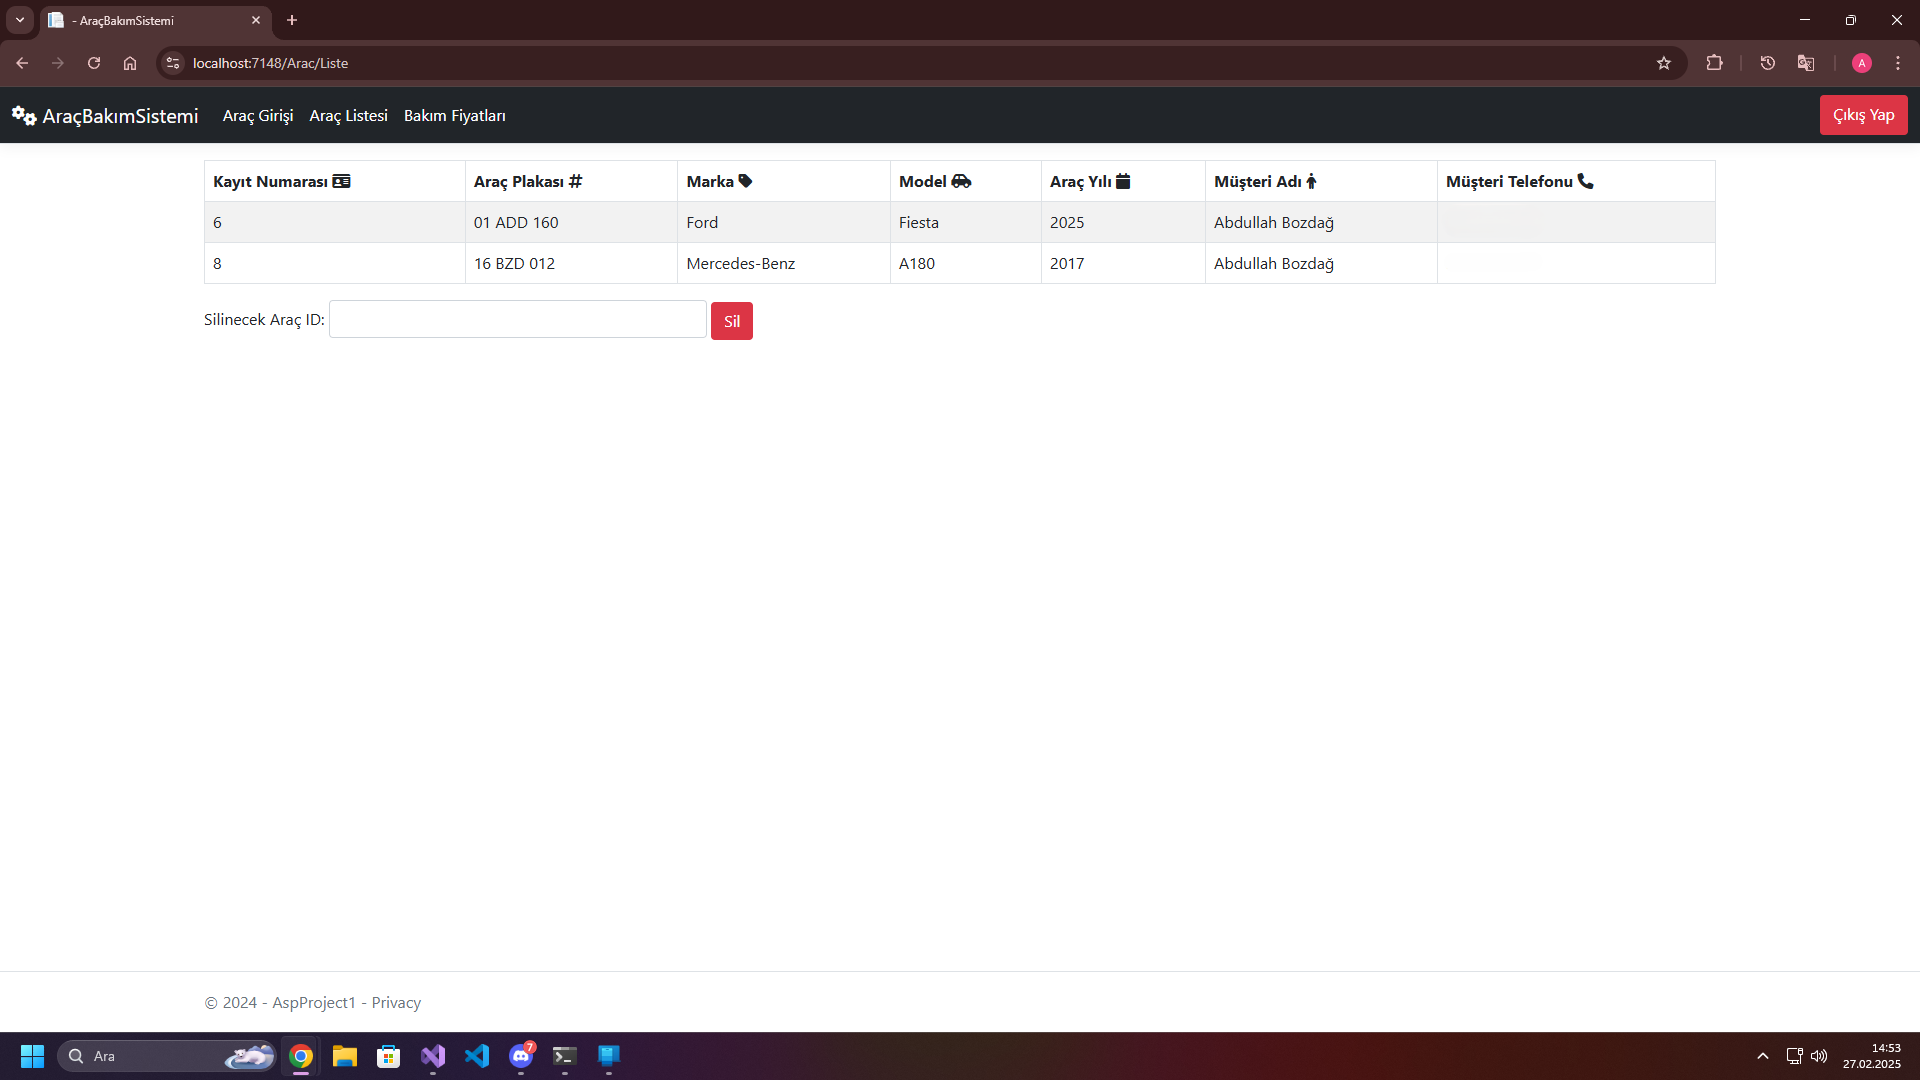 - AraçBakımSistemi
localhost:7148/Arac/Liste
A
AraçBakımSistemi Araç Girişi Araç Listesi Bakım Fiyatları Çıkış Yap
Kayıt Numarası Araç Plakası # Marka Model Araç Yılı Müşteri Adı Müşteri Telefonu
6 01 ADD 160 Ford Fiesta 2025 Abdullah Bozdağ
8 16 BZD 012 Mercedes-Benz A180 2017 Abdullah Bozdağ
Silinecek Araç ID: Sil
© 2024 - AspProject1 - Privacy
Ara
7
14:53
27.02.2025